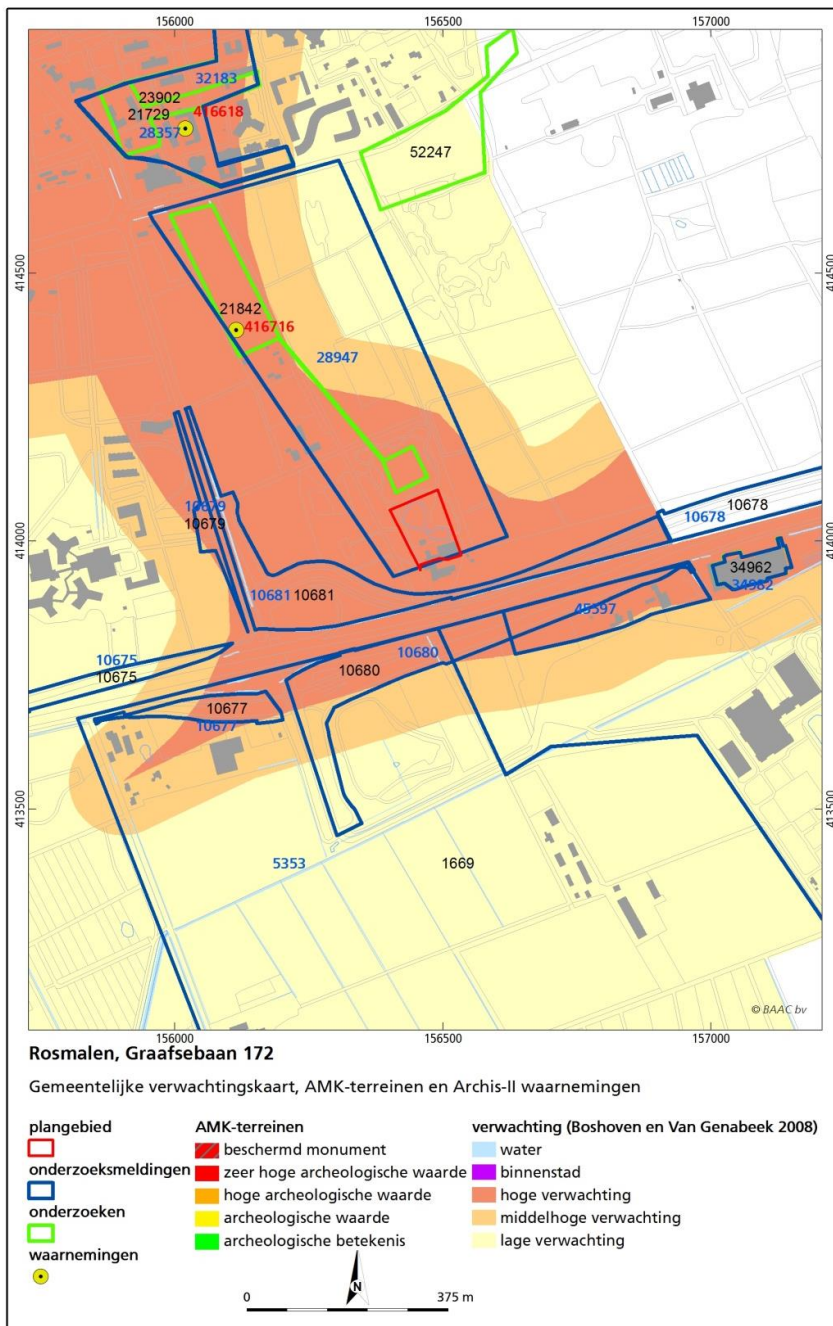 156000 156500 157000
32183
23902
21729 416618
28357
52247
414500 414500
21842
416716
28947
10679
10679
10678
10678
414000 414000
34962
34982
10681 10681
45597
10675
10675
10680
10680
10677
10677
413500 413500
5353 1669
© BAAC bv
156000 156500 157000
Rosmalen, Graafsebaan 172
Gemeentelijke verwachtingskaart, AMK-terreinen en Archis-II waarnemingen
plangebied
onderzoeksmeldingen
onderzoeken
waarnemingen
AMK-terreinen
beschermd monument
zeer hoge archeologische waarde
hoge archeologische waarde
archeologische waarde
archeologische betekenis
verwachting (Boshoven en Van Genabeek 2008)
water
binnenstad
hoge verwachting
middelhoge verwachting
lage verwachting
N
0 375 m